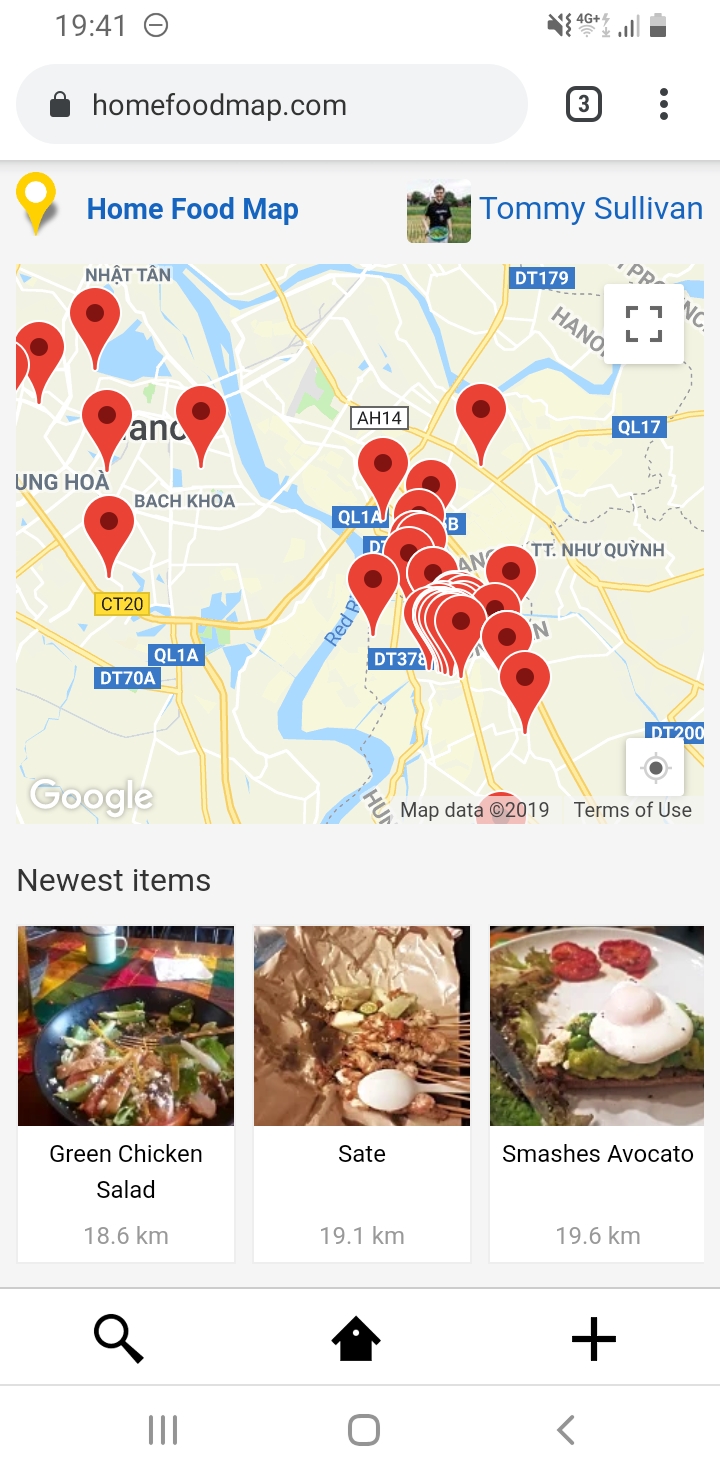 19:41
4G+
homefoodmap.com
3
Home Food Map
Tommy Sullivan
NHẬT TÂN
DT179
HANO
AH14
QL17
UNG HOÀ
BACH KHOA
QL1A
TT. NHƯ QUỲNH
CT20
Red R
QL1A
DT378
DT70A
DT200
Google
Map data ©2019
Terms of Use
Newest items
Green Chicken
Salad
18.6 km
Sate
19.1 km
Smashes Avocato
19.6 km